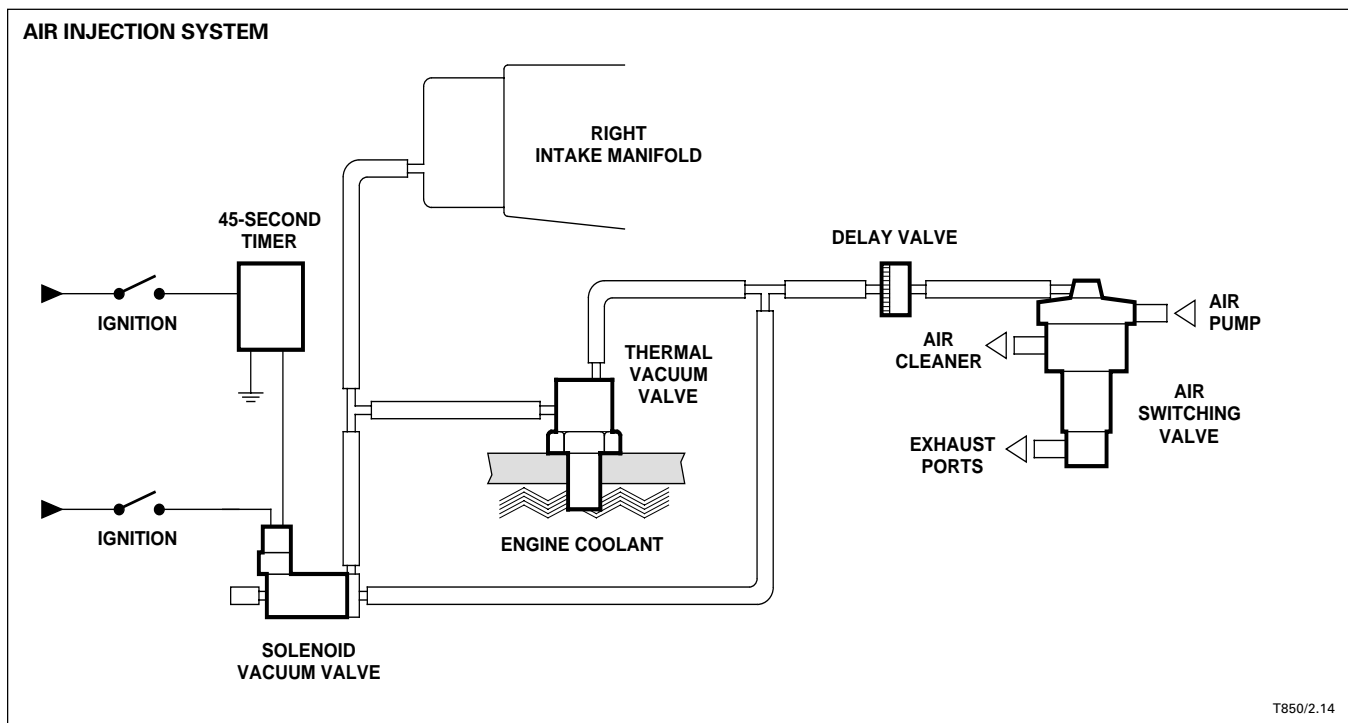 AIR INJECTION SYSTEM
RIGHT
INTAKE MANIFOLD
45-SECOND
TIMER
DELAY VALVE
IGNITION
AIR
PUMP
AIR
CLEANER
THERMAL
VACUUM
VALVE
AIR
SWITCHING
VALVE
EXHAUST
PORTS
IGNITION
ENGINE COOLANT
SOLENOID
VACUUM VALVE
T850/2.14